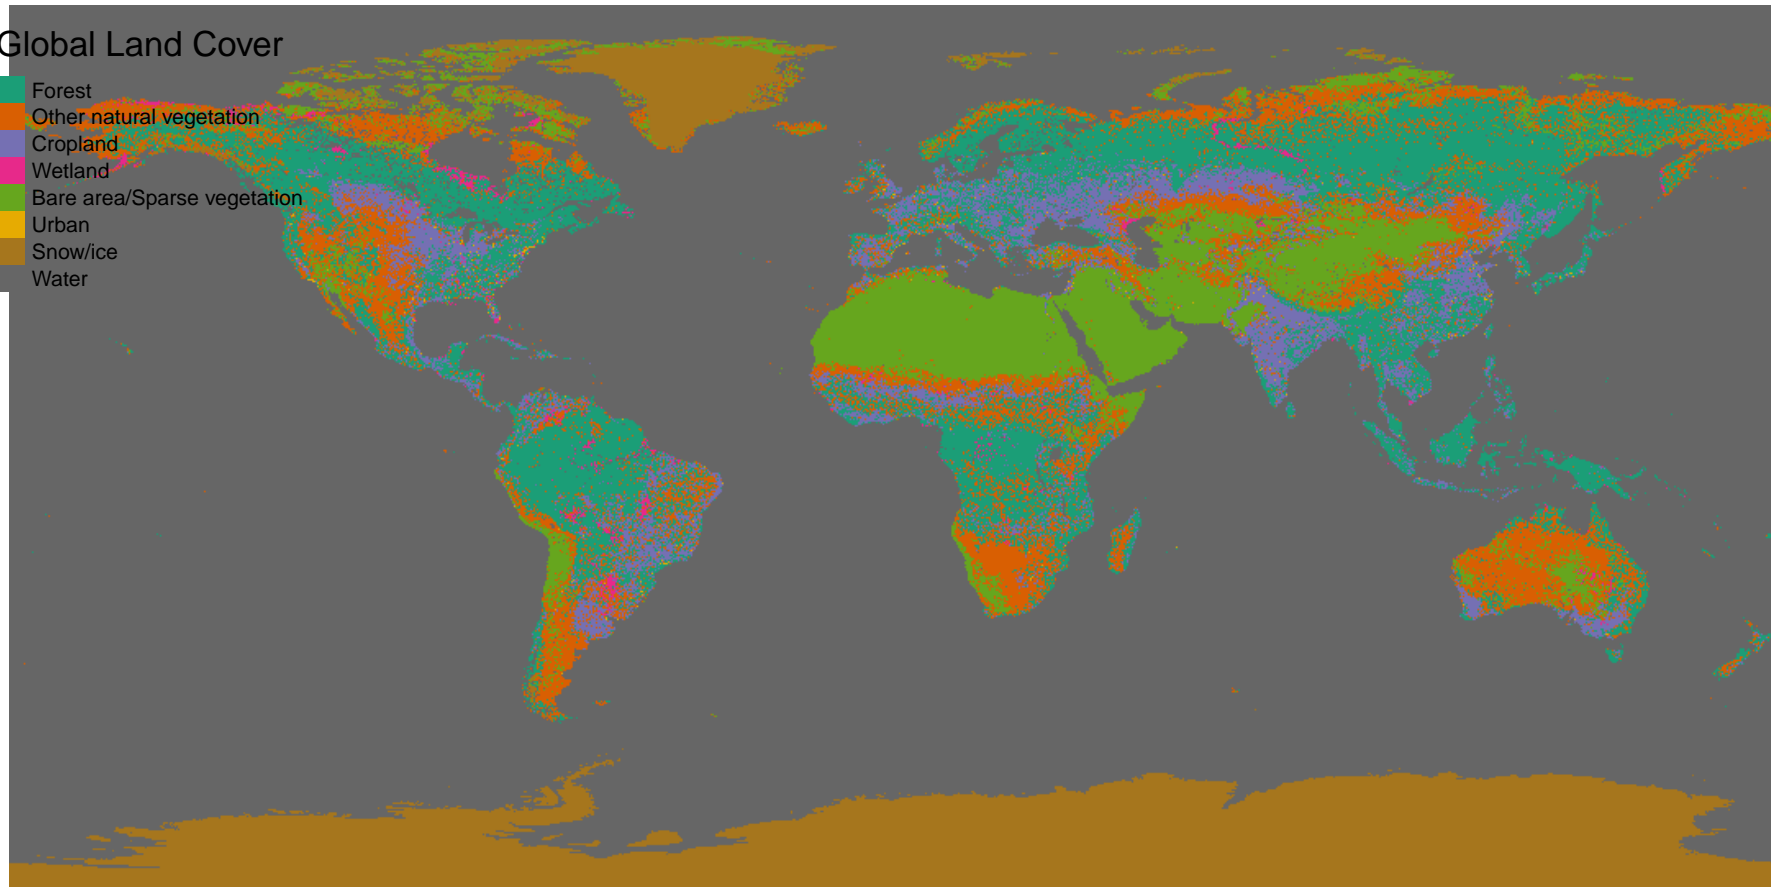 Global Land Cover
Forest
Other natural vegetation
Cropland
Wetland
Bare area/Sparse vegetation
Urban
Snow/ice
Water